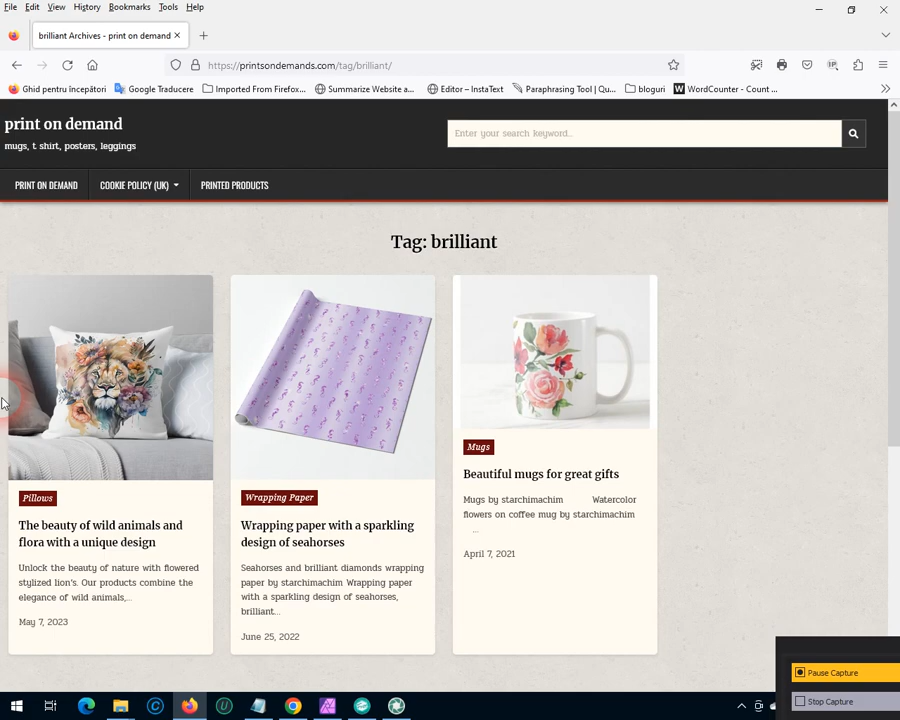 File Edit View History Bookmarks Tools Help
brilliant Archives - print on demand
https://printsondemands.com/tag/brilliant/
Ghid pentru începători Google Traducere Imported From Firefox... Summarize Website a... Editor – InstaText Paraphrasing Tool | Qu... bloguri WordCounter - Count ...
print on demand
mugs, t shirt, posters, leggings
Enter your search keyword...
PRINT ON DEMAND COOKIE POLICY (UK) PRINTED PRODUCTS
Tag: brilliant
Pillows
The beauty of wild animals and
flora with a unique design
Unlock the beauty of nature with flowered
stylized lion's. Our products combine the
elegance of wild animals,...
May 7, 2023
Wrapping Paper
Wrapping paper with a sparkling
design of seahorses
Seahorses and brilliant diamonds wrapping
paper by starchimachim Wrapping paper
with a sparkling design of seahorses,
brilliant...
June 25, 2022
Mugs
Beautiful mugs for great gifts
Mugs by starchimachim Watercolor
flowers on coffee mug by starchimachim
...
April 7, 2021
Pause Capture
Stop Capture